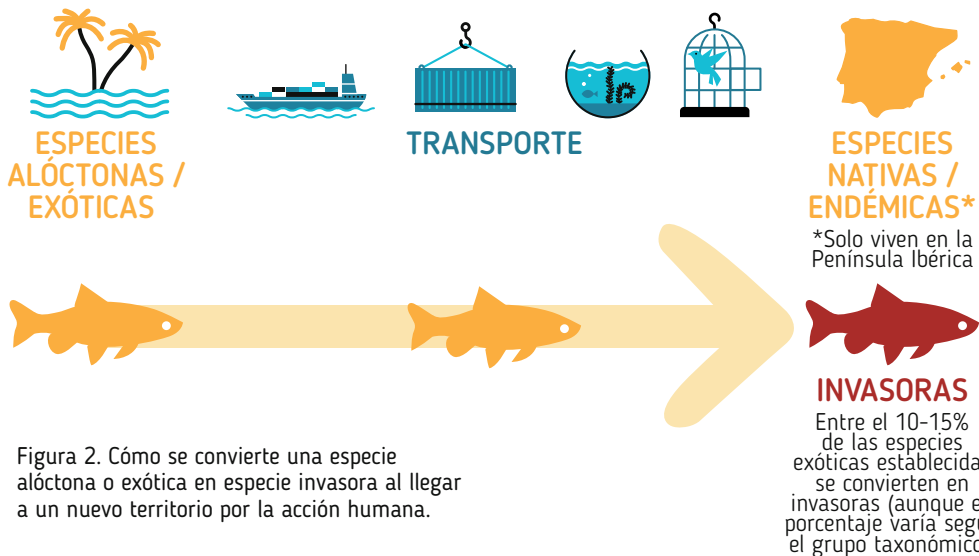 ESPECIES
ALÓCTONAS /
EXÓTICAS
TRANSPORTE
ESPECIES
NATIVAS /
ENDÉMICAS*
*Solo viven en la
Península Ibérica
INVASORAS
Entre el 10-15%
de las especies
exóticas establecida
se convierten en
invasoras (aunque e
porcentaje varía seg
el grupo taxonómico
Figura 2. Cómo se convierte una especie
alóctona o exótica en especie invasora al llegar
a un nuevo territorio por la acción humana.